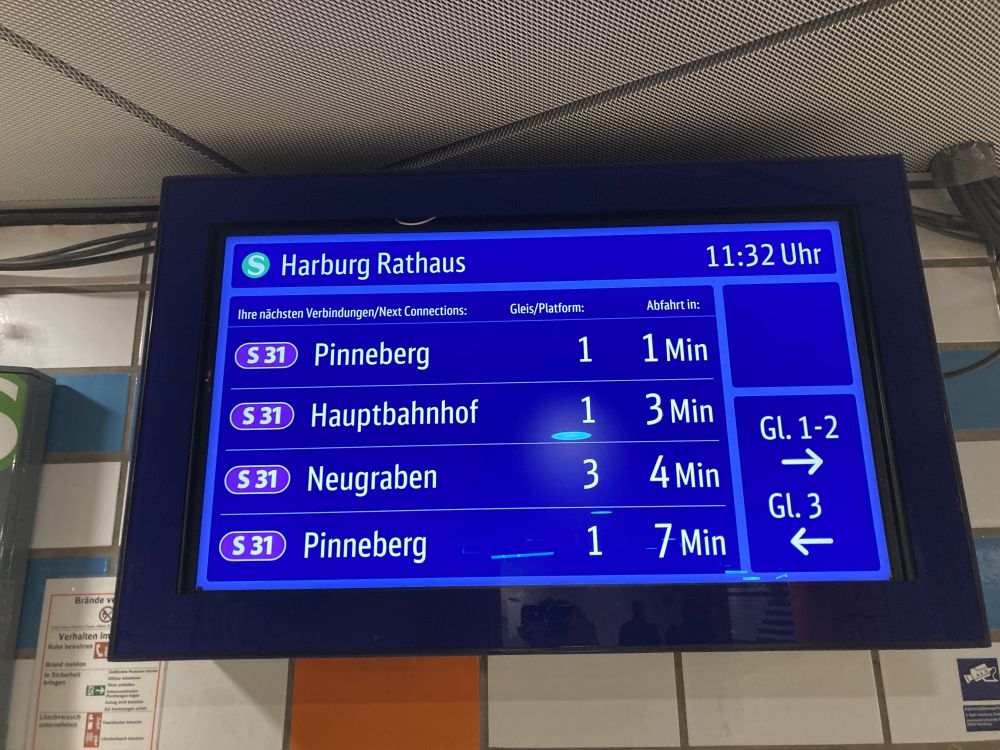 S Harburg Rathaus 11:32 Uhr
Ihre nächsten Verbindungen/Next Connections: Gleis/Platform: Abfahrt in:
S 31 Pinneberg 1 1 Min
S 31 Hauptbahnhof 1 3 Min
S 31 Neugraben 3 4 Min
S 31 Pinneberg 1 7 Min
Gl. 1-2
→
Gl. 3
←
S
Verhalten im
Ruhe bewahren
Brand melden
In Sicherheit
bringen
Löschversuch
unternehmen